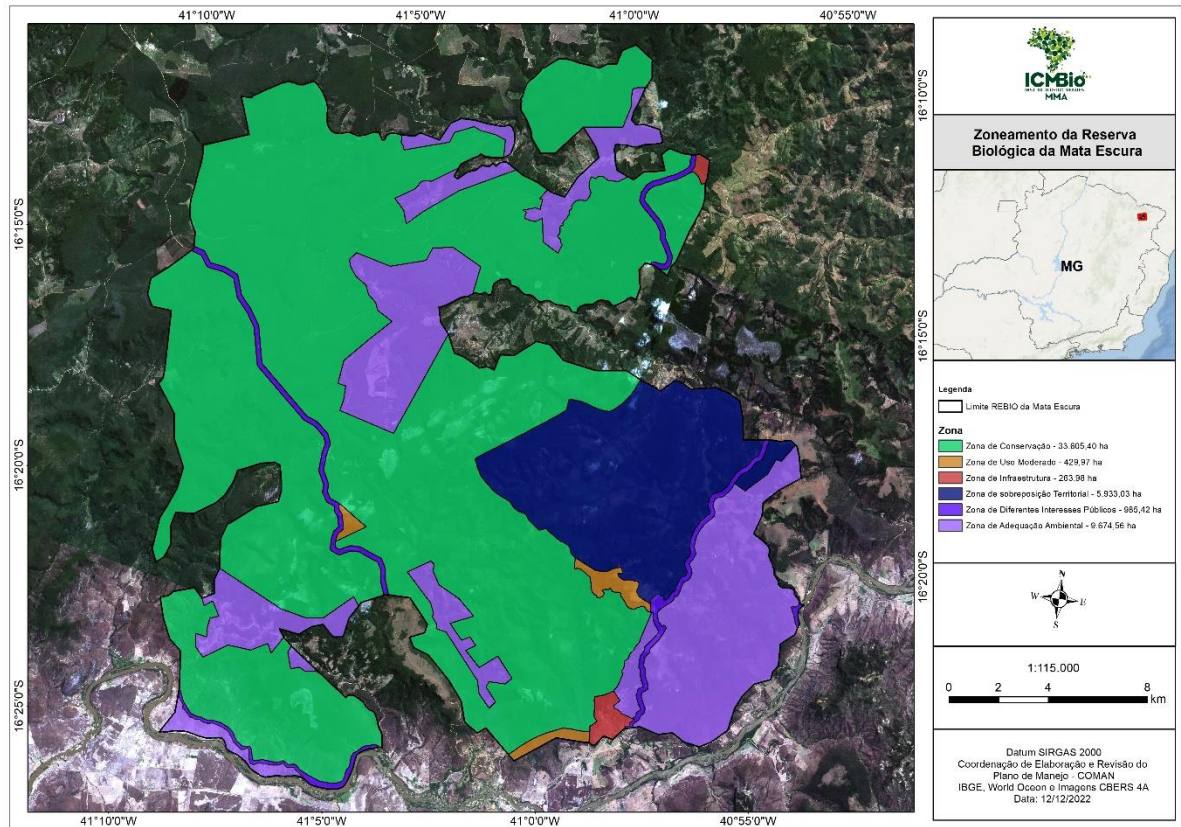 41°10'0"W 41°5'0"W 41°00'W 40°55'W
16°10'0"S
16°15'0"S
16°15'0"S
16°20'0"S
16°20'0"S
16°25'0"S
41°10'0"W 41°5'0"W 41°00'W 40°55'W
ICMBio
MMA
Zoneamento da Reserva
Biológica da Mata Escura
MG
Legenda
Limite REBIO da Mata Escura
Zona
Zona de Conservação - 33.605,40 ha
Zona de Uso Moderado - 429,97 ha
Zona de Infraestrutura - 263,98 ha
Zona de sobreposição Territorial - 5.933,03 ha
Zona de Diferentes Interesses Públicos - 985,42 ha
Zona de Adequação Ambiental - 9.674,56 ha
N
W E
S
1:115.000
0 2 4 8
km
Datum SIRGAS 2000
Coordenação de Elaboração e Revisão do
Plano de Manejo - COMAN
IBGE, World Ocean e Imagens CBERS 4A
Data: 12/12/2022